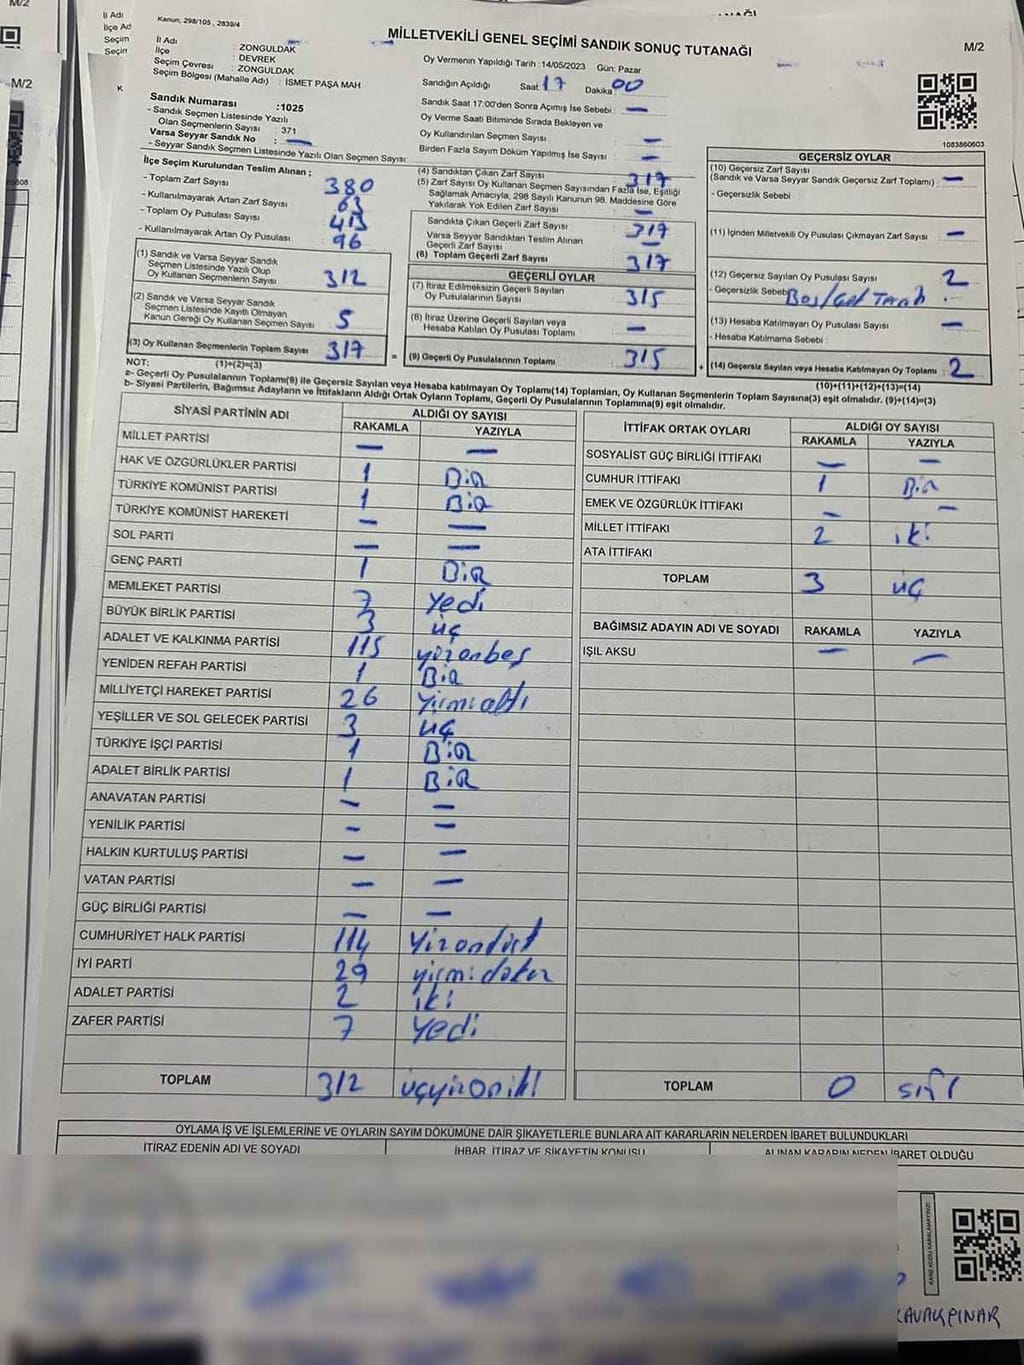 Kanun, 298/105 , 2839/4
MİLLETVEKİLİ GENEL SEÇİMİ SANDIK SONUÇ TUTANAĞI
M/2
İl Adı : ZONGULDAK
İlçe : DEVREK
Seçim Çevresi : ZONGULDAK
Seçim Bölgesi (Mahalle Adı) : İSMET PAŞA MAH
Oy Vermenin Yapıldığı Tarih :14/05/2023 Gün: Pazar
Sandığın Açıldığı Saat 17 Dakika 00
Sandık Saat 17:00'den Sonra Açımış İse Sebebi : —
Oy Verme Saati Bitiminde Sırada Bekleyen ve
Oy Kullandırılan Seçmen Sayısı —
Birden Fazla Sayım Döküm Yapılmış İse Sayısı : —
1083860603
Sandık Numarası :1025
- Sandık Seçmen Listesinde Yazılı
Olan Seçmenlerin Sayısı : 371
Varsa Seyyar Sandık No : —
- Seyyar Sandık Seçmen Listesinde Yazılı Olan Seçmen Sayısı
İlçe Seçim Kurulundan Teslim Alınan ;
- Toplam Zarf Sayısı 380
- Kullanılmayarak Artan Zarf Sayısı 63
- Toplam Oy Pusulası Sayısı 413
- Kullanılmayarak Artan Oy Pusulası 96
(1) Sandık ve Varsa Seyyar Sandık
Seçmen Listesinde Yazılı Olup
Oy Kullanan Seçmenlerin Sayısı 312
(2) Sandık ve Varsa Seyyar Sandık
Seçmen Listesinde Kayıtlı Olmayan
Kanun Gereği Oy Kullanan Seçmen Sayısı 5
(3) Oy Kullanan Seçmenlerin Toplam Sayısı 317
(1)+(2)=(3)
(4) Sandıktan Çıkan Zarf Sayısı 317
(5) Zarf Sayısı Oy Kullanan Seçmen Sayısından Fazla İse, Eşitliği
Sağlamak Amacıyla, 298 Sayılı Kanunun 98. Maddesine Göre
Yakılarak Yok Edilen Zarf Sayısı —
Sandıkta Çıkan Geçerli Zarf Sayısı 317
Varsa Seyyar Sandıktan Teslim Alınan
Geçerli Zarf Sayısı —
(6) Toplam Geçerli Zarf Sayısı 317
GEÇERLİ OYLAR
(7) İtiraz Edilmeksizin Geçerli Sayılan
Oy Pusulalarının Sayısı 315
(8) İtiraz Üzerine Geçerli Sayılan veya
Hesaba Katılan Oy Pusulası Toplamı —
= (9) Geçerli Oy Pusulalarının Toplamı 315 +
GEÇERSİZ OYLAR
(10) Geçersiz Zarf Sayısı
(Sandık ve Varsa Seyyar Sandık Geçersiz Zarf Toplamı) —
- Geçersizlik Sebebi
(11) İçinden Milletvekili Oy Pusulası Çıkmayan Zarf Sayısı —
(12) Geçersiz Sayılan Oy Pusulası Sayısı 2
- Geçersizlik Sebebi
(13) Hesaba Katılmayan Oy Pusulası Sayısı —
- Hesaba Katılmama Sebebi :
(14) Geçersiz Sayılan veya Hesaba Katılmayan Oy Toplamı : 2
(10)+(11)+(12)+(13)=(14)
NOT:
a- Geçerli Oy Pusulalarının Toplamı(9) ile Geçersiz Sayılan veya Hesaba katılmayan Oy Toplamı(14) Toplamları, Oy Kullanan Seçmenlerin Toplam Sayısına(3) eşit olmalıdır. (9)+(14)=(3)
b- Siyasi Partilerin, Bağımsız Adayların ve İttifakların Aldığı Ortak Oyların Toplamı, Geçerli Oy Pusulalarının Toplamına(9) eşit olmalıdır.
SİYASİ PARTİNİN ADI ALDIĞI OY SAYISI
RAKAMLA YAZIYLA
MİLLET PARTİSİ — —
HAK VE ÖZGÜRLÜKLER PARTİSİ 1 BiR
TÜRKİYE KOMÜNİST PARTİSİ 1 BiR
TÜRKİYE KOMÜNİST HAREKETİ — —
SOL PARTİ — —
GENÇ PARTİ 1 BiR
MEMLEKET PARTİSİ 7 Yedi
BÜYÜK BİRLİK PARTİSİ 3 üç
ADALET VE KALKINMA PARTİSİ 115 yüzonbeş
YENİDEN REFAH PARTİSİ 1 BiR
MİLLİYETÇİ HAREKET PARTİSİ 26 Yirmialtı
YEŞİLLER VE SOL GELECEK PARTİSİ 3 üç
TÜRKİYE İŞÇİ PARTİSİ 1 BiR
ADALET BİRLİK PARTİSİ 1 BiR
ANAVATAN PARTİSİ — —
YENİLİK PARTİSİ — —
HALKIN KURTULUŞ PARTİSİ — —
VATAN PARTİSİ — —
GÜÇ BİRLİĞİ PARTİSİ — —
CUMHURİYET HALK PARTİSİ 114 Yüzondört
İYİ PARTİ 29 yirmi dokuz
ADALET PARTİSİ 2 iki
ZAFER PARTİSİ 7 Yedi
TOPLAM 312 üçyüzoniki
İTTİFAK ORTAK OYLARI ALDIĞI OY SAYISI
RAKAMLA YAZIYLA
SOSYALİST GÜÇ BİRLİĞİ İTTİFAKI — —
CUMHUR İTTİFAKI 1 Bir
EMEK VE ÖZGÜRLÜK İTTİFAKI — —
MİLLET İTTİFAKI 2 iki
ATA İTTİFAKI
TOPLAM 3 üç
BAĞIMSIZ ADAYIN ADI VE SOYADI RAKAMLA YAZIYLA
IŞIL AKSU — —
TOPLAM 0 sıfır
OYLAMA İŞ VE İŞLEMLERİNE VE OYLARIN SAYIM DÖKÜMÜNE DAİR ŞİKAYETLERLE BUNLARA AİT KARARLARIN NELERDEN İBARET BULUNDUKLARI
İTİRAZ EDENİN ADI VE SOYADI
İHBAR, İTİRAZ VE ŞİKAYETİN KONUSU
ALINAN KARARIN NEDEN İBARET OLDUĞU